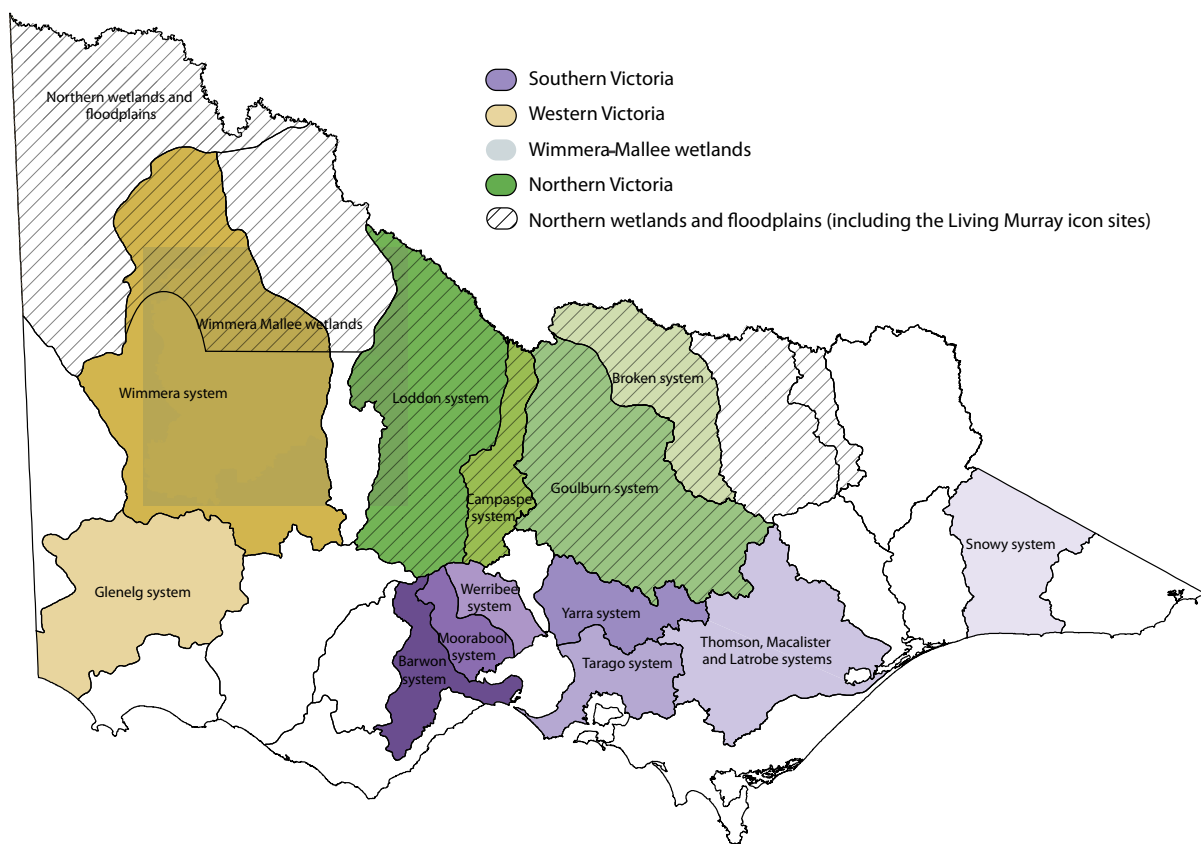 Southern Victoria
Western Victoria
Wimmera-Mallee wetlands
Northern Victoria
Northern wetlands and floodplains (including the Living Murray icon sites)
Northern wetlands and
floodplains
Wimmera Mallee wetlands
Wimmera system
Loddon system
Broken system
Campaspe
system
Goulburn system
Glenelg system
Snowy system
Werribee
system
Moorabool
system
Barwon
system
Yarra system
Tarago system
Thomson, Macalister
and Latrobe systems